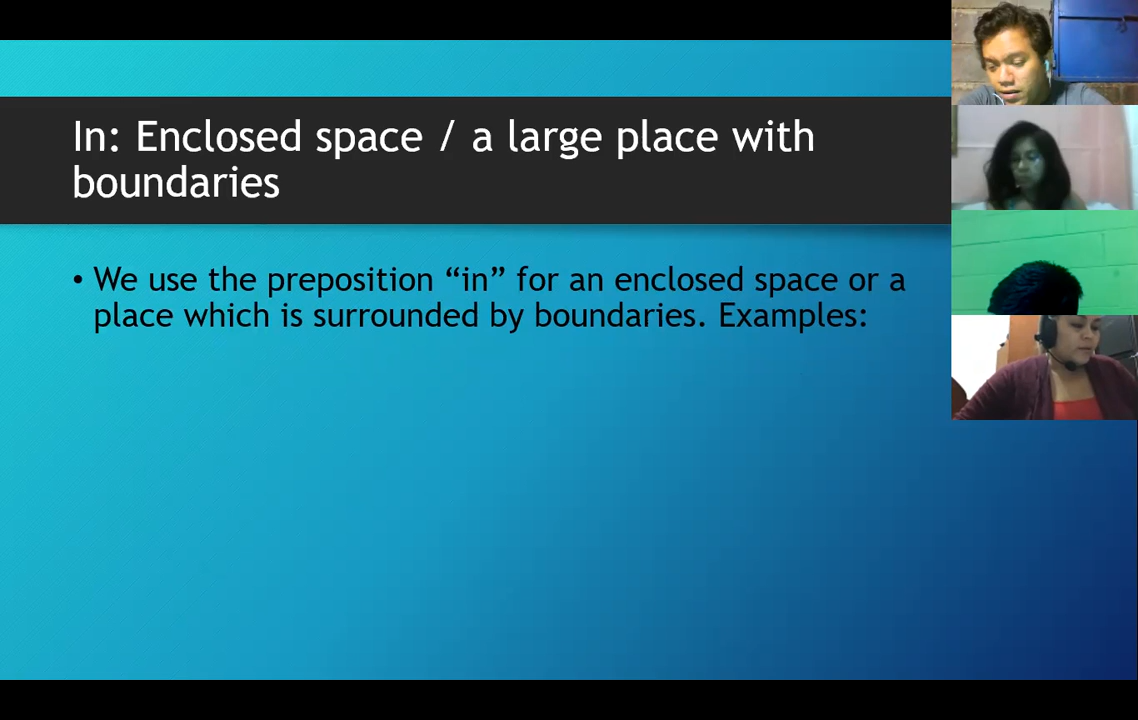 In: Enclosed space / a large place with
boundaries
• We use the preposition “in” for an enclosed space or a
place which is surrounded by boundaries. Examples: